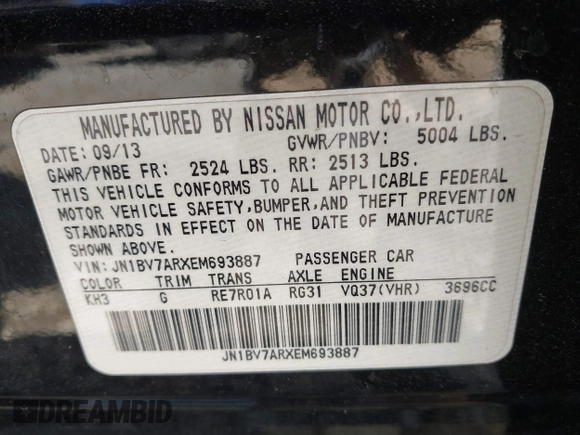 MANUFACTURED BY NISSAN MOTOR CO.,LTD.
DATE: 09/13 GVWR/PNBV: 5004 LBS.
GAWR/PNBE FR: 2524 LBS. RR: 2513 LBS.
THIS VEHICLE CONFORMS TO ALL APPLICABLE FEDERAL
MOTOR VEHICLE SAFETY,BUMPER,AND THEFT PREVENTION
STANDARDS IN EFFECT ON THE DATE OF MANUFACTURE
SHOWN ABOVE.
VIN: JN1BV7ARXEM693887 PASSENGER CAR
COLOR TRIM TRANS AXLE ENGINE
KH3 G RE7R01A RG31 VQ37(VHR) 3696CC
JN1BV7ARXEM693887
DREAMBID